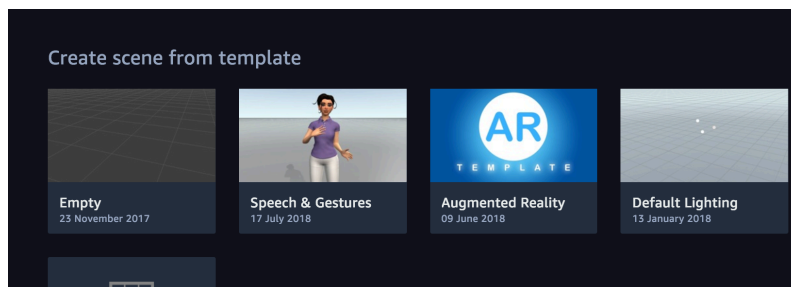 Create scene from template
AR
TEMPLATE
Empty
23 November 2017
Speech & Gestures
17 July 2018
Augmented Reality
09 June 2018
Default Lighting
13 January 2018